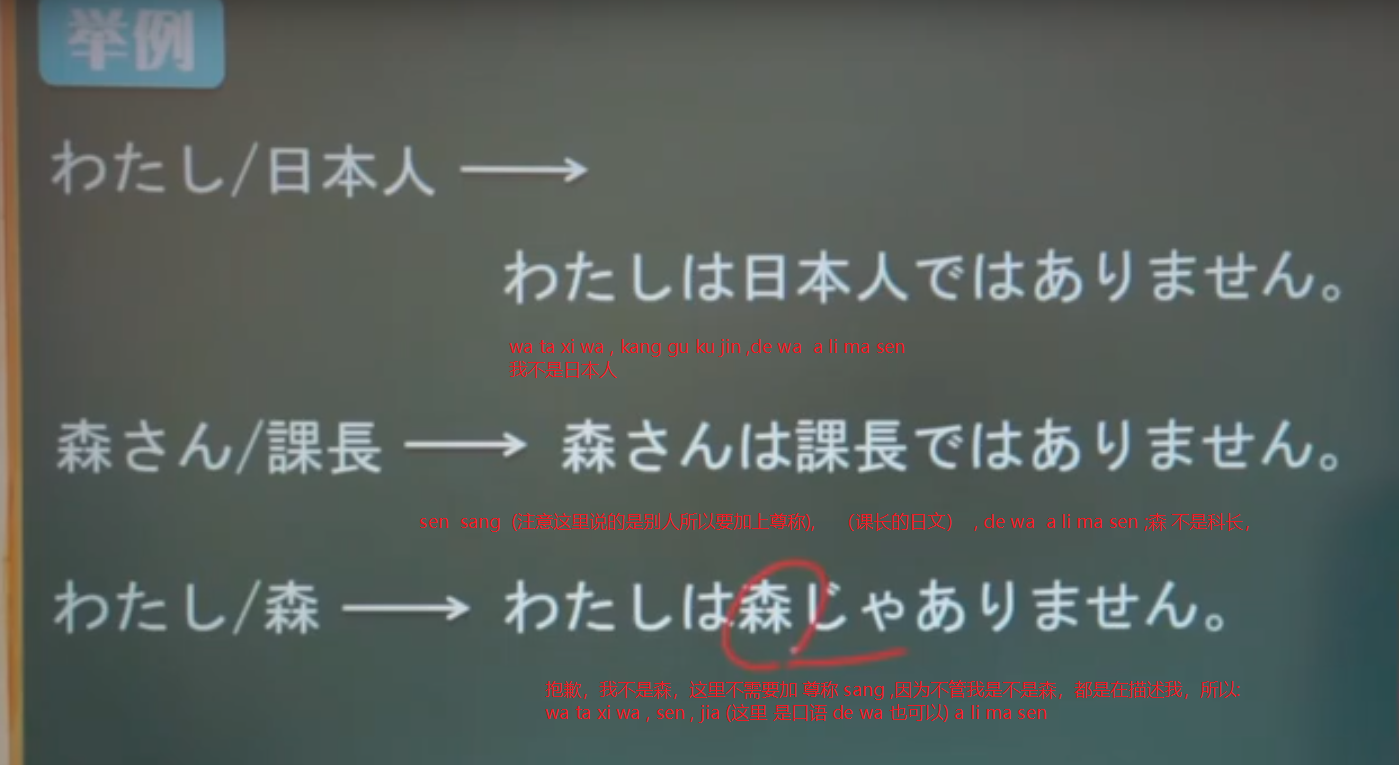 举例
わたし/日本人 →
わたしは日本人ではありません。
wa ta xi wa , kang gu ku jin ,de wa a li ma sen
我不是日本人
森さん/課長 → 森さんは課長ではありません。
sen sang (注意这里说的是别人所以要加上尊称), （课长的日文） , de wa a li ma sen ;森 不是科长，
わたし/森 → わたしは森じゃありません。
抱歉，我不是森，这里不需要加 尊称 sang ,因为不管我是不是森，都是在描述我，所以:
wa ta xi wa , sen , jia (这里 是口语 de wa 也可以) a li ma sen